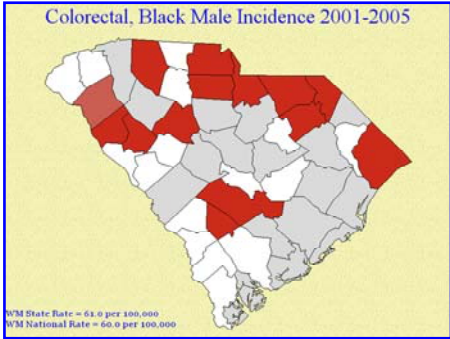 Colorectal, Black Male Incidence 2001-2005
WM State Rate = 61.0 per 100,000
WM National Rate = 60.0 per 100,000